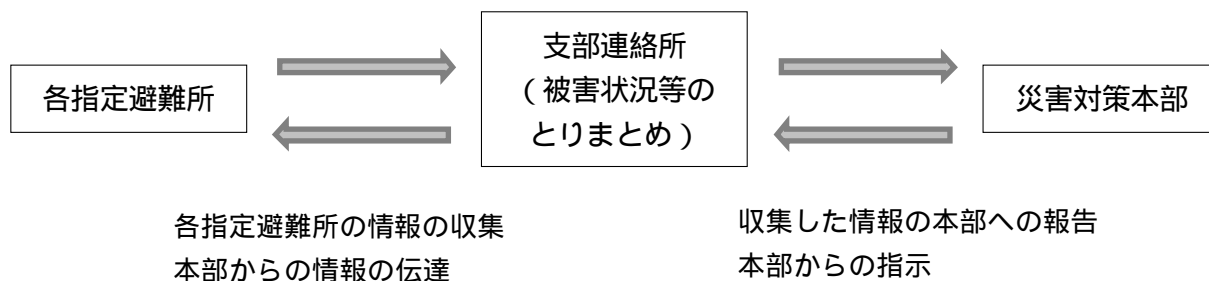 各指定避難所
支部連絡所
(被害状況等の
とりまとめ)
災害対策本部
各指定避難所の情報の収集
本部からの情報の伝達
収集した情報の本部への報告
本部からの指示